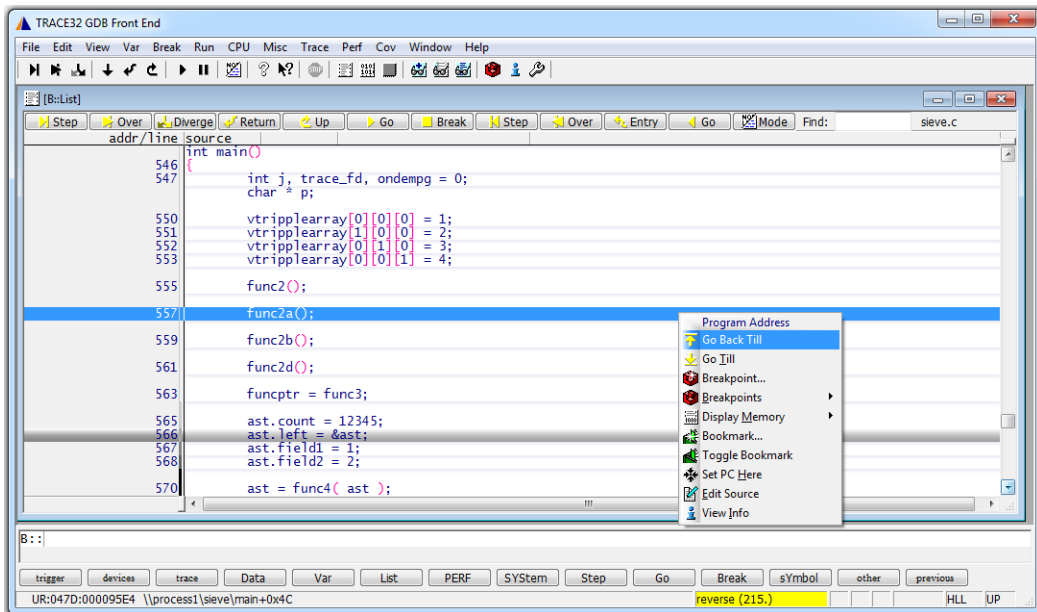 TRACE32 GDB Front End
File Edit View Var Break Run CPU Misc Trace Perf Cov Window Help
[B::List]
Step Over Diverge Return Up Go Break Step Over Entry Go Mode Find: sieve.c
addr/line source
int main()
546 {
547 int j, trace_fd, ondempg = 0;
char * p;
550 vtripplearray[0][0][0] = 1;
551 vtripplearray[1][0][0] = 2;
552 vtripplearray[0][1][0] = 3;
553 vtripplearray[0][0][1] = 4;
555 func2();
557 func2a();
559 func2b();
561 func2d();
563 funcptr = func3;
565 ast.count = 12345;
566 ast.left = &ast;
567 ast.field1 = 1;
568 ast.field2 = 2;
570 ast = func4( ast );
Program Address
Go Back Till
Go Till
Breakpoint...
Breakpoints
Display Memory
Bookmark...
Toggle Bookmark
Set PC Here
Edit Source
View Info
B::
trigger devices trace Data Var List PERF SYStem Step Go Break sYmbol other previous
UR:047D:000095E4 \\process1\sieve\main+0x4C reverse (215.) HLL UP